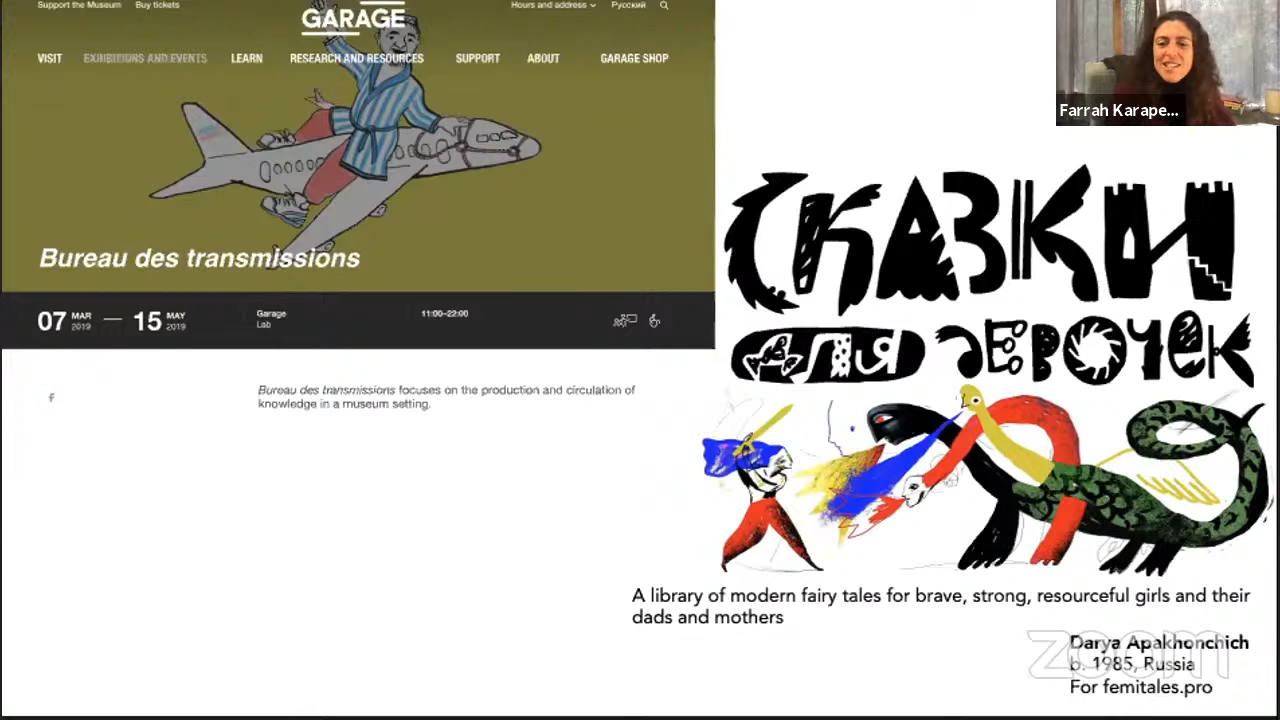 Support the Museum Buy tickets
Hours and address Русский
GARAGE
VISIT EXHIBITIONS AND EVENTS LEARN RESEARCH AND RESOURCES SUPPORT ABOUT GARAGE SHOP
Bureau des transmissions
07 MAR 2019 — 15 MAY 2019
Garage
Lab
11:00–22:00
Bureau des transmissions focuses on the production and circulation of
knowledge in a museum setting.
Farrah Karape...
СКАЗКИ
для девочек
A library of modern fairy tales for brave, strong, resourceful girls and their
dads and mothers
Darya Apakhonchich
b. 1985, Russia
For femitales.pro
zoom